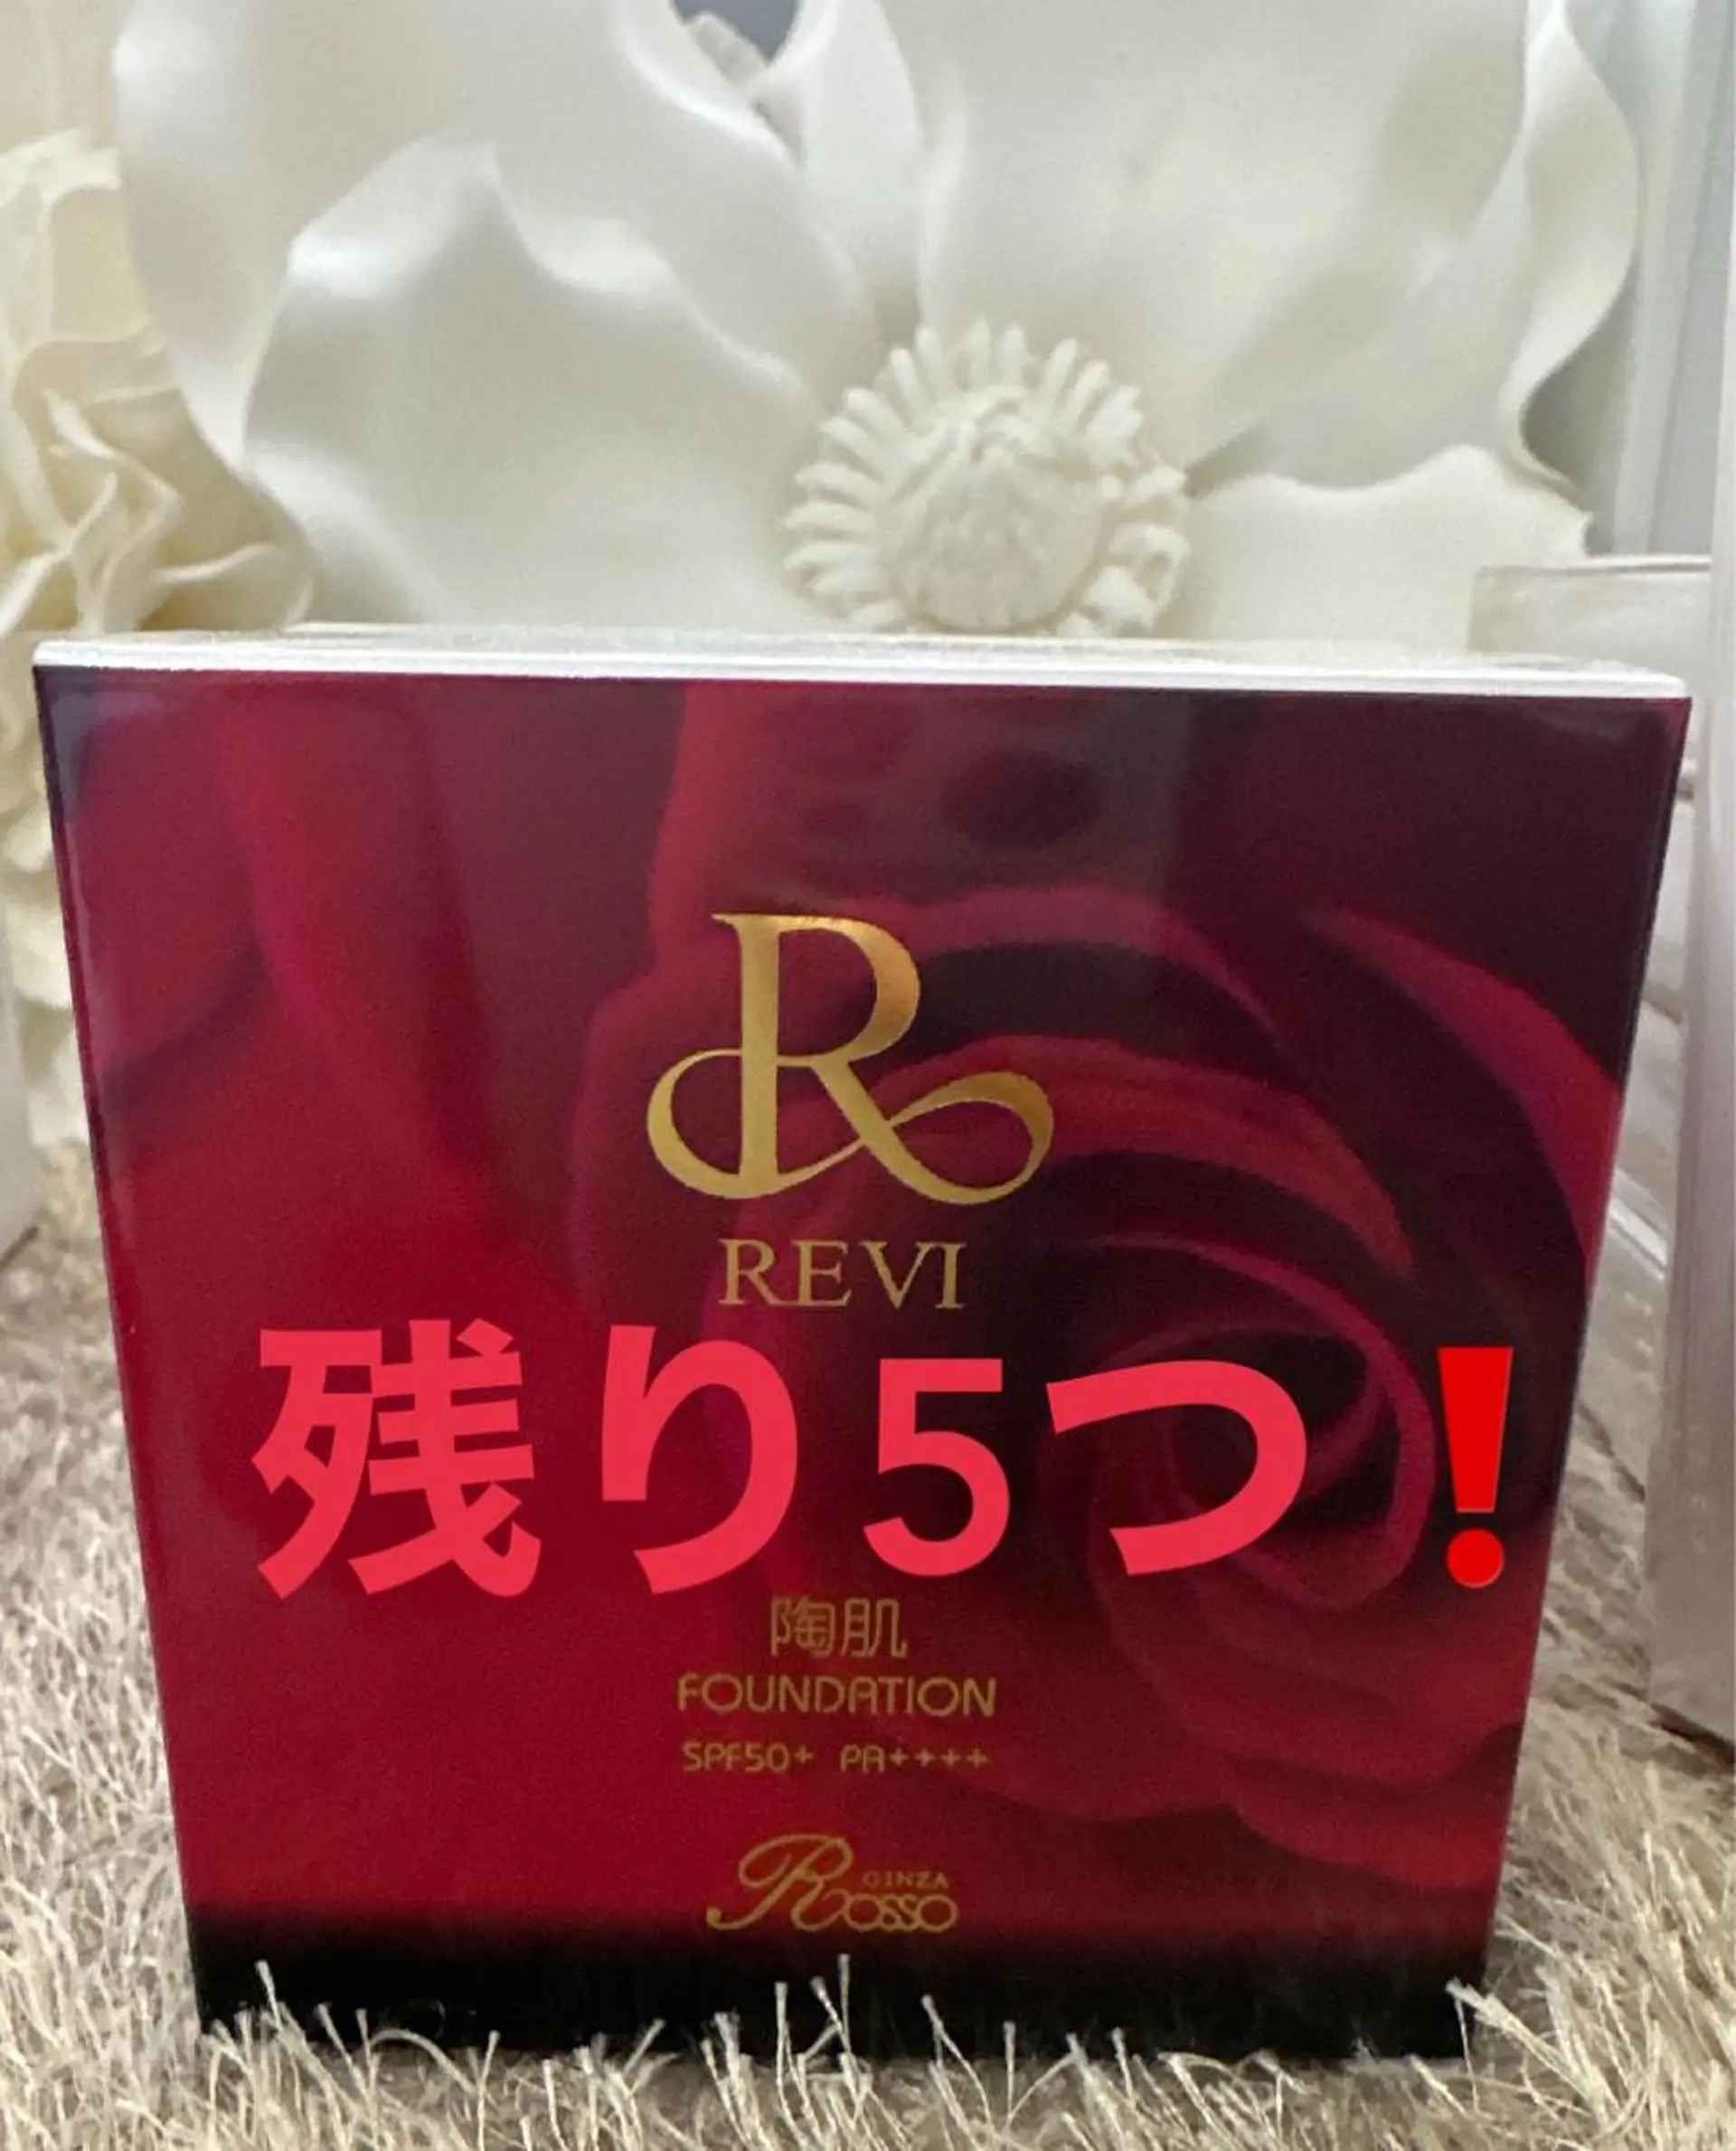 R
REVI
残り5つ❗
陶肌
FOUNDATION
SPF50+ PA++++
GINZA
Rosso